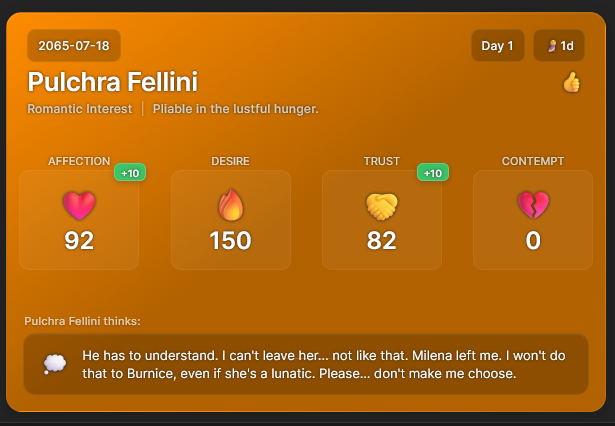 2065-07-18
Day 1
🤰 1d
Pulchra Fellini
Romantic Interest | Pliable in the lustful hunger.
AFFECTION
+10
92
DESIRE
150
TRUST
+10
82
CONTEMPT
0
Pulchra Fellini thinks:
He has to understand. I can't leave her... not like that. Milena left me. I won't do
that to Burnice, even if she's a lunatic. Please... don't make me choose.